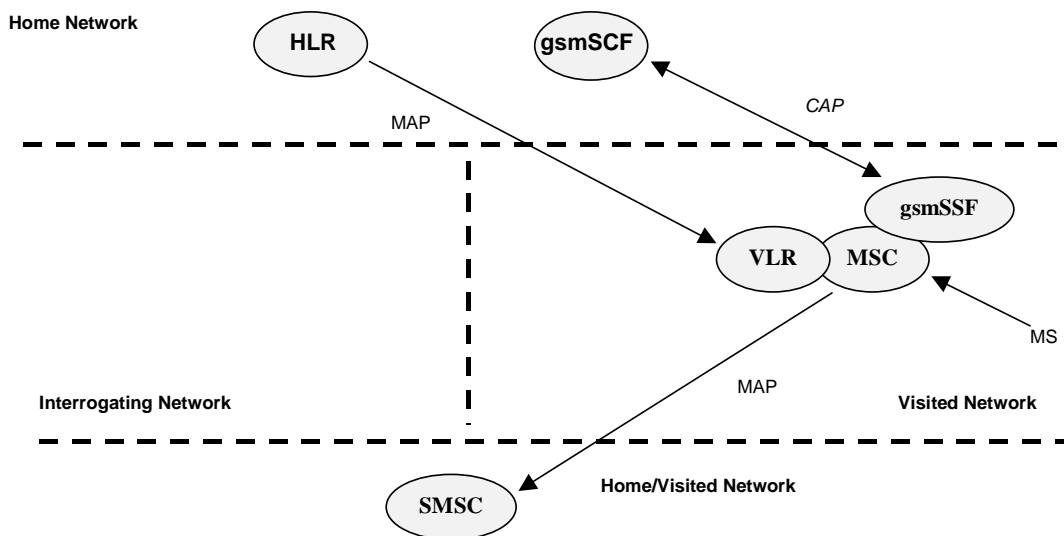 Home Network
HLR
gsmSCF
CAP
MAP
gsmSSF
VLR
MSC
MS
MAP
Interrogating Network
Visited Network
Home/Visited Network
SMSC